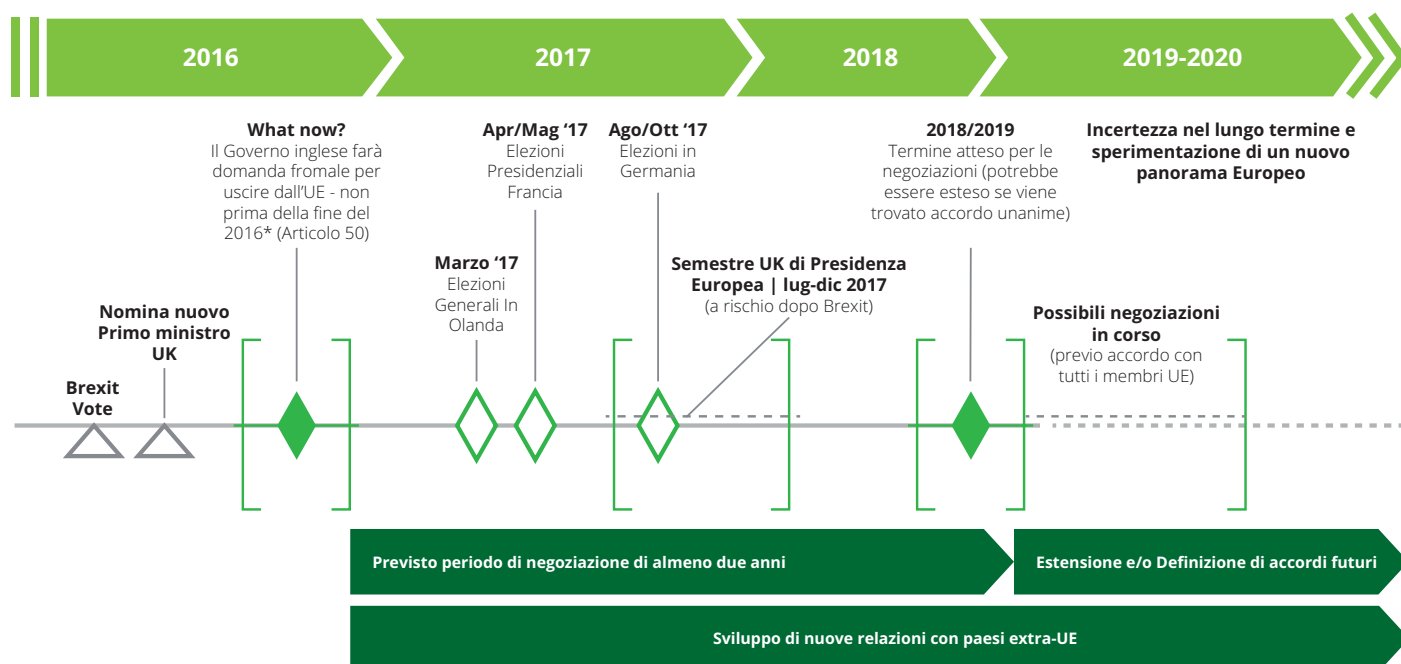 2016
2017
2018
2019-2020
What now?
Il Governo inglese farà
domanda fromale per
uscire dall'UE - non
prima della fine del
2016* (Articolo 50)
Apr/Mag ‘17
Elezioni
Presidenziali
Francia
Ago/Ott ‘17
Elezioni in
Germania
2018/2019
Termine atteso per le
negoziazioni (potrebbe
essere esteso se viene
trovato accordo unanime)
Incertezza nel lungo termine e
sperimentazione di un nuovo
panorama Europeo
Marzo ‘17
Elezioni
Generali In
Olanda
Semestre UK di Presidenza
Europea | lug-dic 2017
(a rischio dopo Brexit)
Nomina nuovo
Primo ministro
UK
Possibili negoziazioni
in corso
(previo accordo con
tutti i membri UE)
Brexit
Vote
Previsto periodo di negoziazione di almeno due anni
Estensione e/o Definizione di accordi futuri
Sviluppo di nuove relazioni con paesi extra-UE